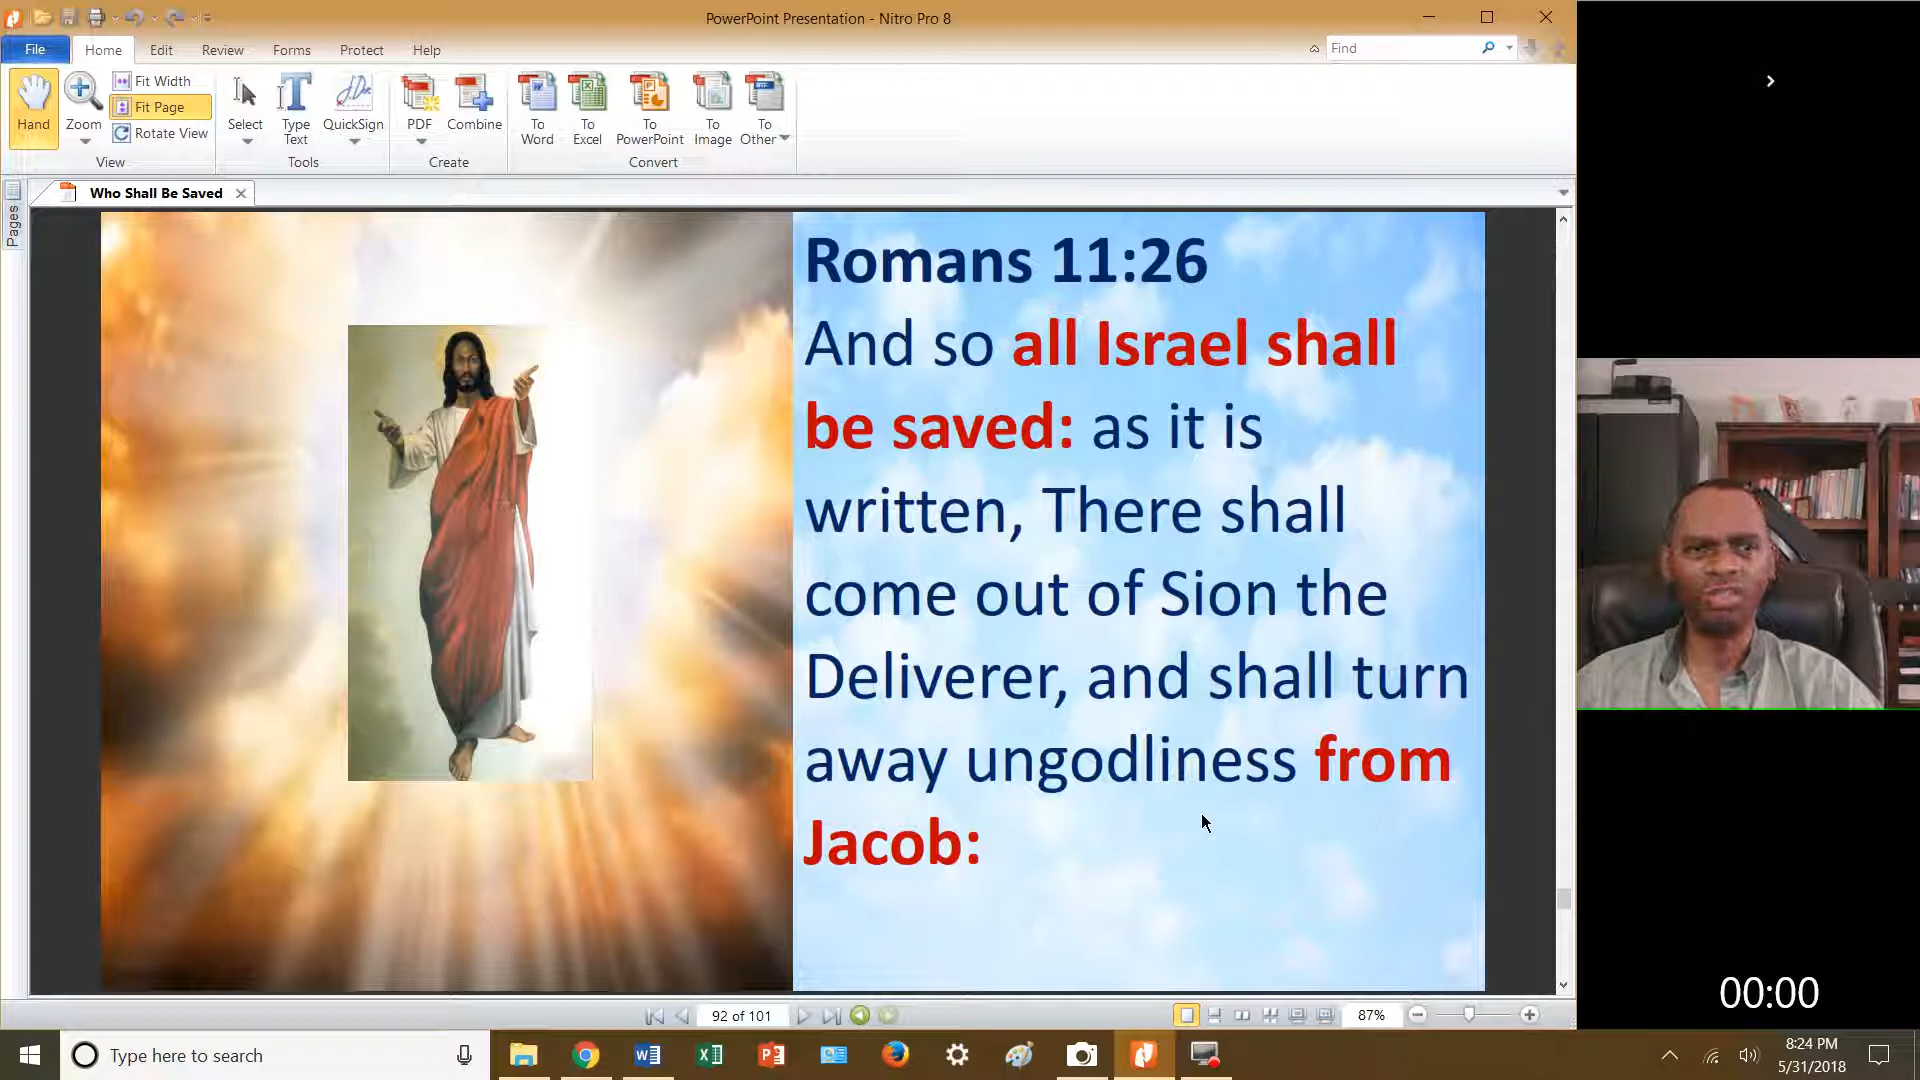 PowerPoint Presentation - Nitro Pro 8
File Home Edit Review Forms Protect Help
Find
Hand
Zoom
Fit Width
Fit Page
Rotate View
View
Select
Type Text
QuickSign
Tools
PDF
Combine
Create
To Word
To Excel
To PowerPoint
To Image
To Other
Convert
Pages
Who Shall Be Saved
Romans 11:26
And so all Israel shall
be saved: as it is
written, There shall
come out of Sion the
Deliverer, and shall turn
away ungodliness from
Jacob:
00:00
92 of 101
87%
Type here to search
8:24 PM
5/31/2018